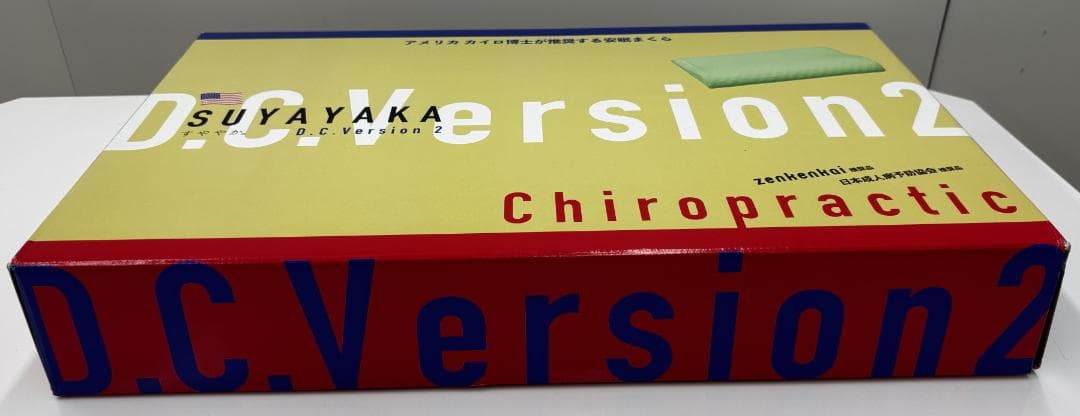 アメリカ カイロ博士が推奨する安眠まくら
D.C.Version2
SUYAYAKA
すややか D.C.Version 2
zenkenkai 推奨品
日本成人病予防協会 推奨品
Chiropractic
D.C.Version2